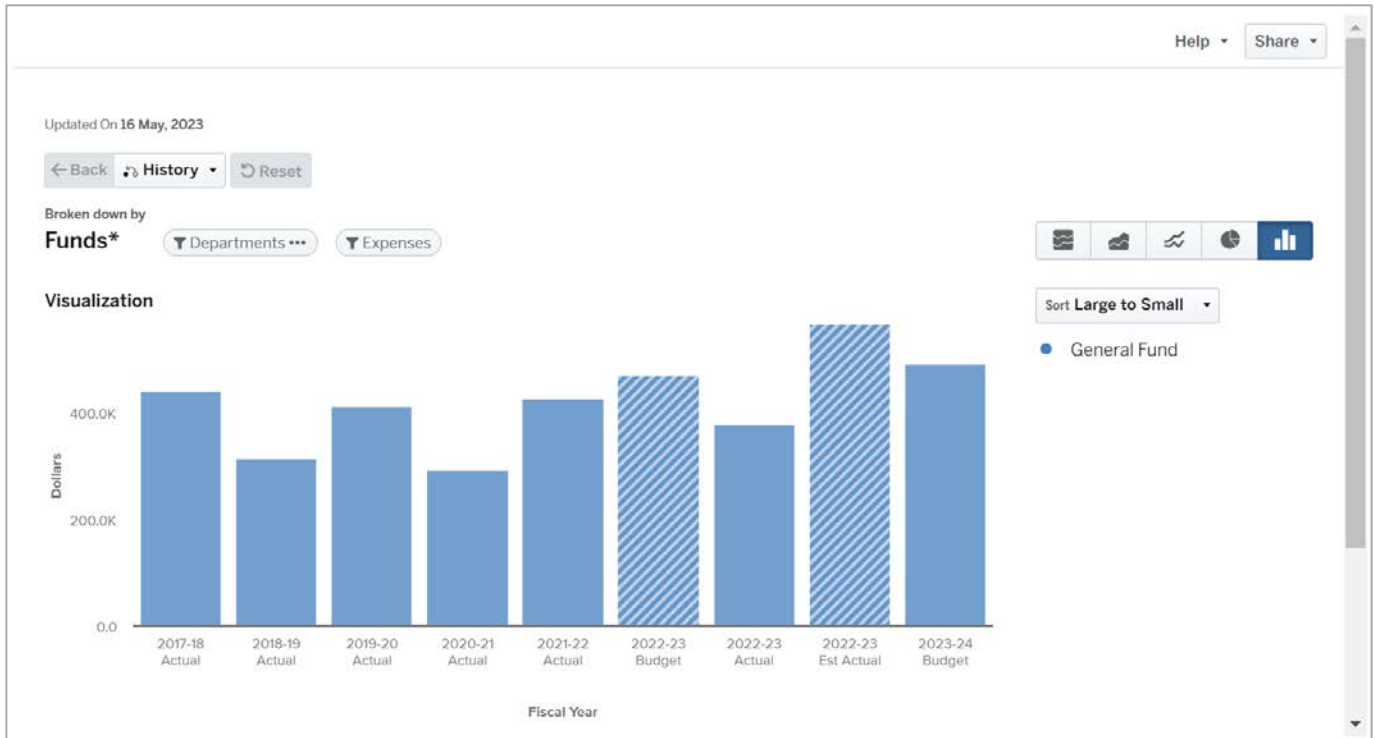 Help
Share
Updated On 16 May, 2023
Back
History
Reset
Broken down by
Funds*
Departments •••
Expenses
Visualization
Sort Large to Small
General Fund
Dollars
400.0K
200.0K
0.0
2017-18
Actual
2018-19
Actual
2019-20
Actual
2020-21
Actual
2021-22
Actual
2022-23
Budget
2022-23
Actual
2022-23
Est Actual
2023-24
Budget
Fiscal Year